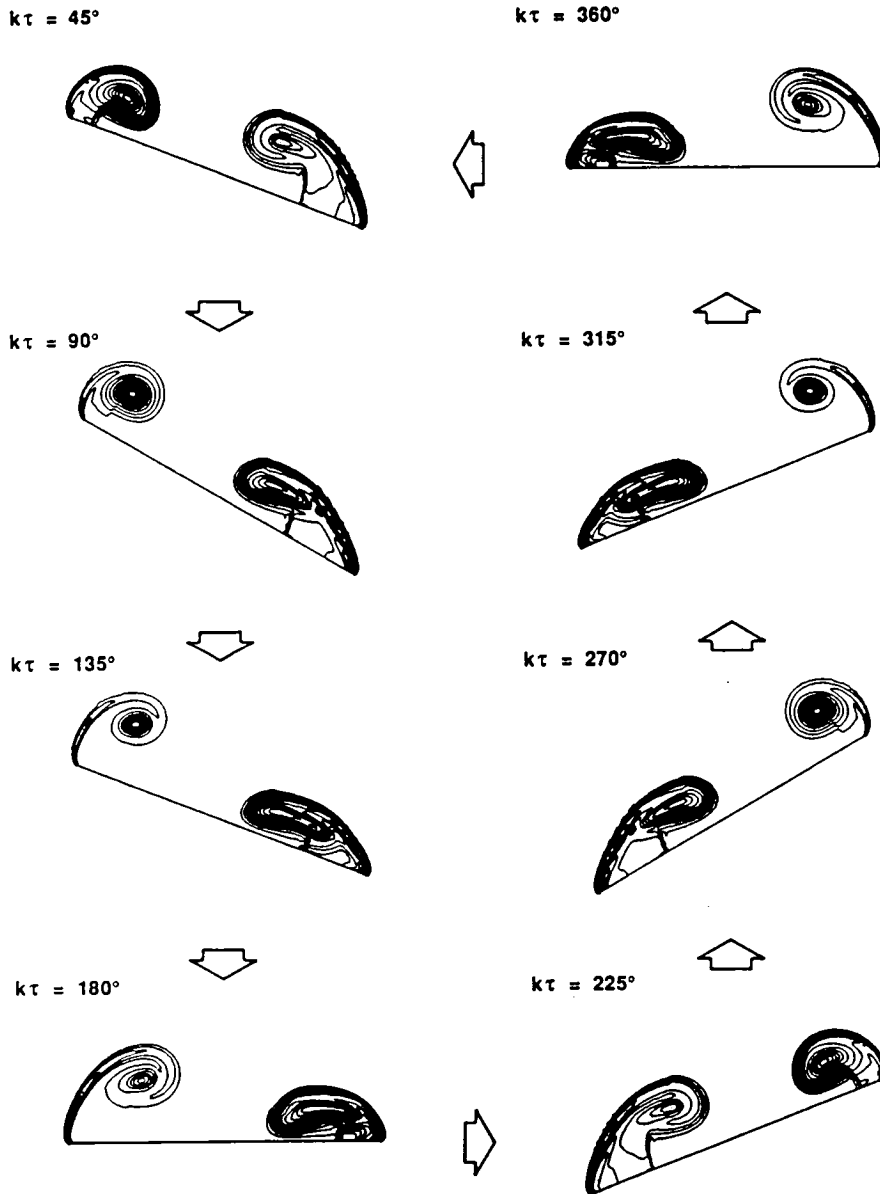 kτ = 45°
kτ = 360°
kτ = 90°
kτ = 315°
kτ = 135°
kτ = 270°
kτ = 180°
kτ = 225°